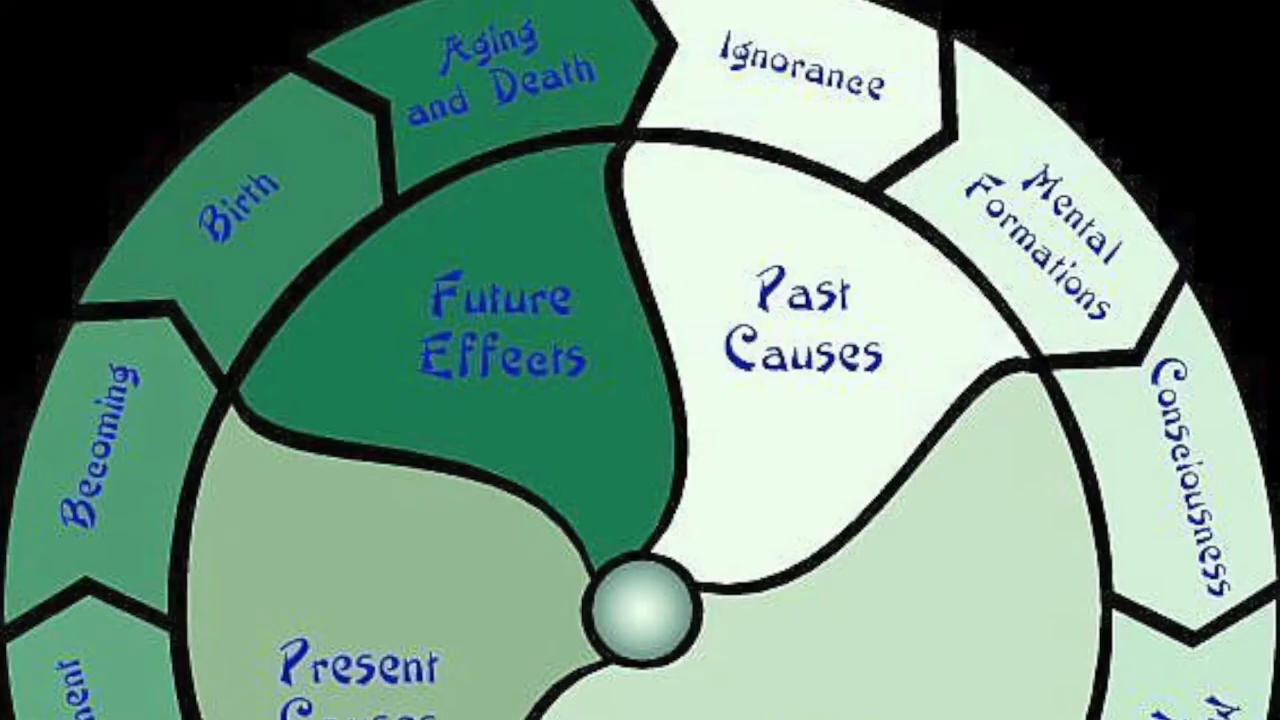 Aging
and Death
Ignorance
Mental
Formations
Birth
Future
Effects
Past
Causes
Becoming
Consciousness
Present